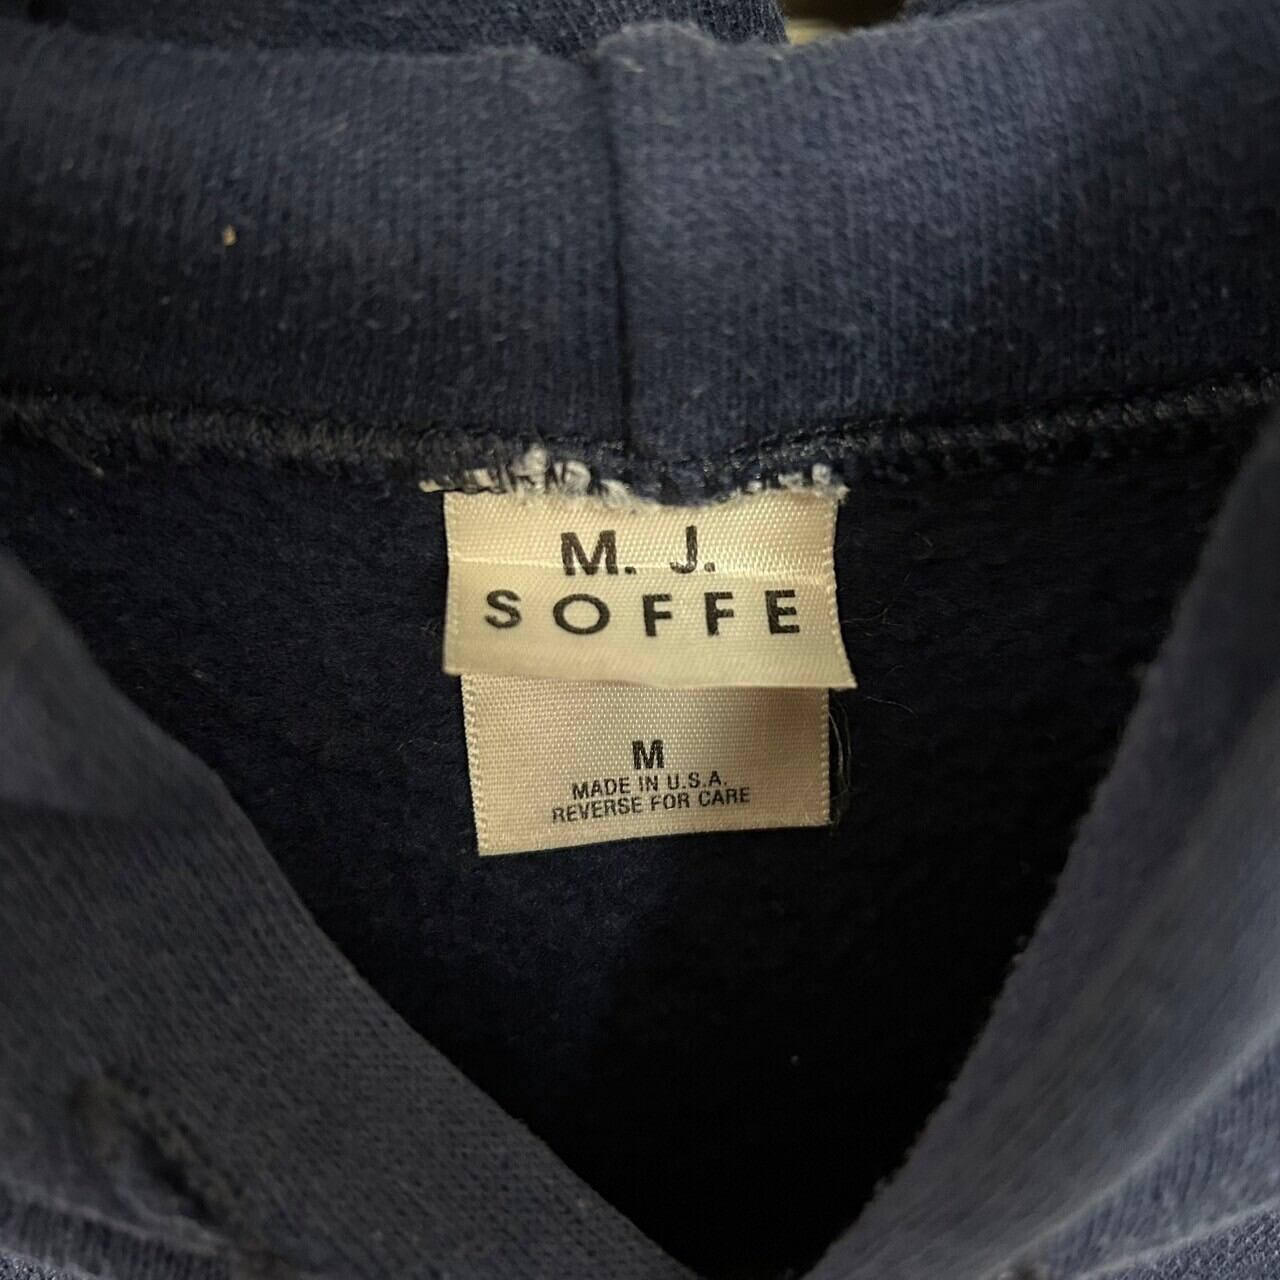 M. J.
SOFFE
M
MADE IN U.S.A.
REVERSE FOR CARE